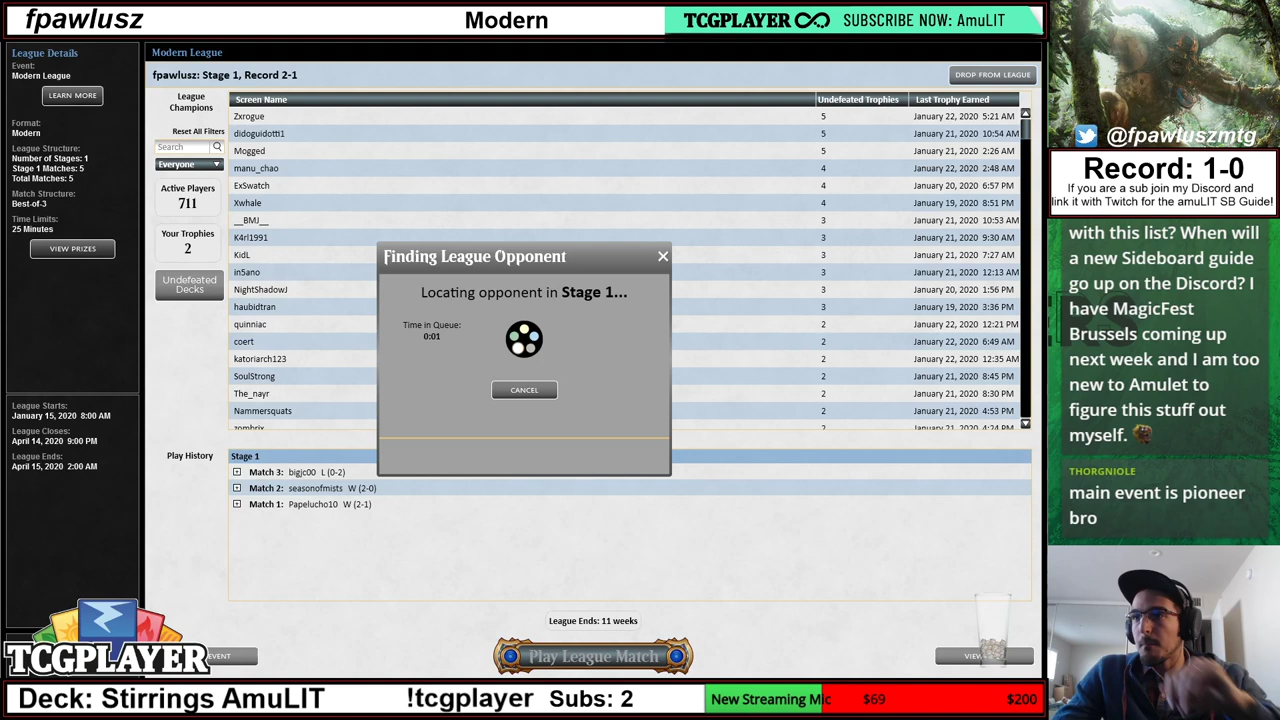 fpawlusz
Modern
TCGPLAYER SUBSCRIBE NOW: AmuLIT
League Details
Event:
Modern League
LEARN MORE
Format:
Modern
League Structure:
Number of Stages: 1
Stage 1 Matches: 5
Total Matches: 5
Match Structure:
Best-of-3
Time Limits:
25 Minutes
VIEW PRIZES
League Starts:
January 15, 2020 8:00 AM
League Closes:
April 14, 2020 9:00 PM
League Ends:
April 15, 2020 2:00 AM
Modern League
fpawlusz: Stage 1, Record 2-1
DROP FROM LEAGUE
League
Champions
Reset All Filters
Search
Everyone
Active Players
711
Your Trophies
2
Undefeated
Decks
Screen Name Undefeated Trophies Last Trophy Earned
Zxrogue 5 January 22, 2020 5:21 AM
didoguidotti1 5 January 21, 2020 10:54 AM
Mogged 5 January 21, 2020 2:26 AM
manu_chao 4 January 22, 2020 2:48 AM
ExSwatch 4 January 20, 2020 6:57 PM
Xwhale 4 January 19, 2020 8:51 PM
__BMJ__ 3 January 21, 2020 10:53 AM
K4rl1991 3 January 21, 2020 9:30 AM
KidL 3 January 21, 2020 7:27 AM
in5ano 3 January 21, 2020 12:13 AM
NightShadowJ 3 January 20, 2020 1:56 PM
haubidtran 3 January 19, 2020 3:36 PM
quinniac 2 January 22, 2020 12:21 PM
coert 2 January 22, 2020 6:49 AM
katoriarch123 2 January 22, 2020 12:35 AM
SoulStrong 2 January 21, 2020 8:45 PM
The_nayr 2 January 21, 2020 8:30 PM
Nammersquats 2 January 21, 2020 4:53 PM
zombrix 2 January 21, 2020 4:24 PM
Finding League Opponent
Locating opponent in Stage 1...
Time in Queue:
0:01
CANCEL
Play History
Stage 1
Match 3: bigjc00 L (0-2)
Match 2: seasonofmists W (2-0)
Match 1: Papelucho10 W (2-1)
League Ends: 11 weeks
EVENT
Play League Match
VIEW
TCGPLAYER
@fpawluszmtg
Record: 1-0
If you are a sub join my Discord and
link it with Twitch for the amuLIT SB Guide!
with this list? When will
a new Sideboard guide
go up on the Discord? I
have MagicFest
Brussels coming up
next week and I am too
new to Amulet to
figure this stuff out
myself.
THORGNIOLE
main event is pioneer
bro
Deck: Stirrings AmuLIT
!tcgplayer
Subs: 2
New Streaming Mic $69 $200